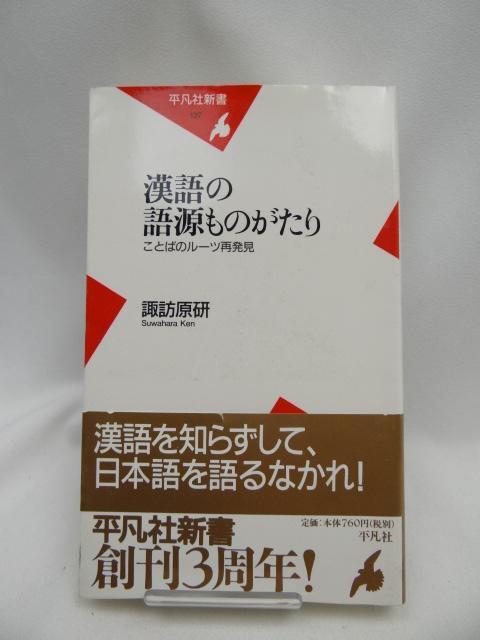 平凡社新書
137
漢語の
語源ものがたり
ことばのルーツ再発見
諏訪原研
Suwahara Ken
漢語を知らずして、
日本語を語るなかれ!
平凡社新書
創刊3周年!
定価:本体760円(税別)
平凡社